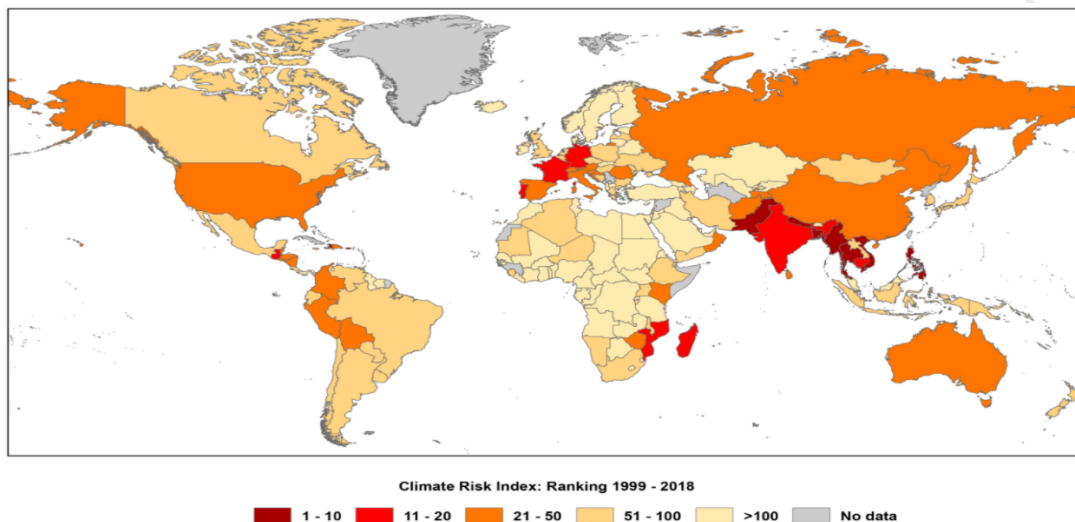 Climate Risk Index: Ranking 1999 - 2018
1 - 10 11 - 20 21 - 50 51 - 100 >100 No data